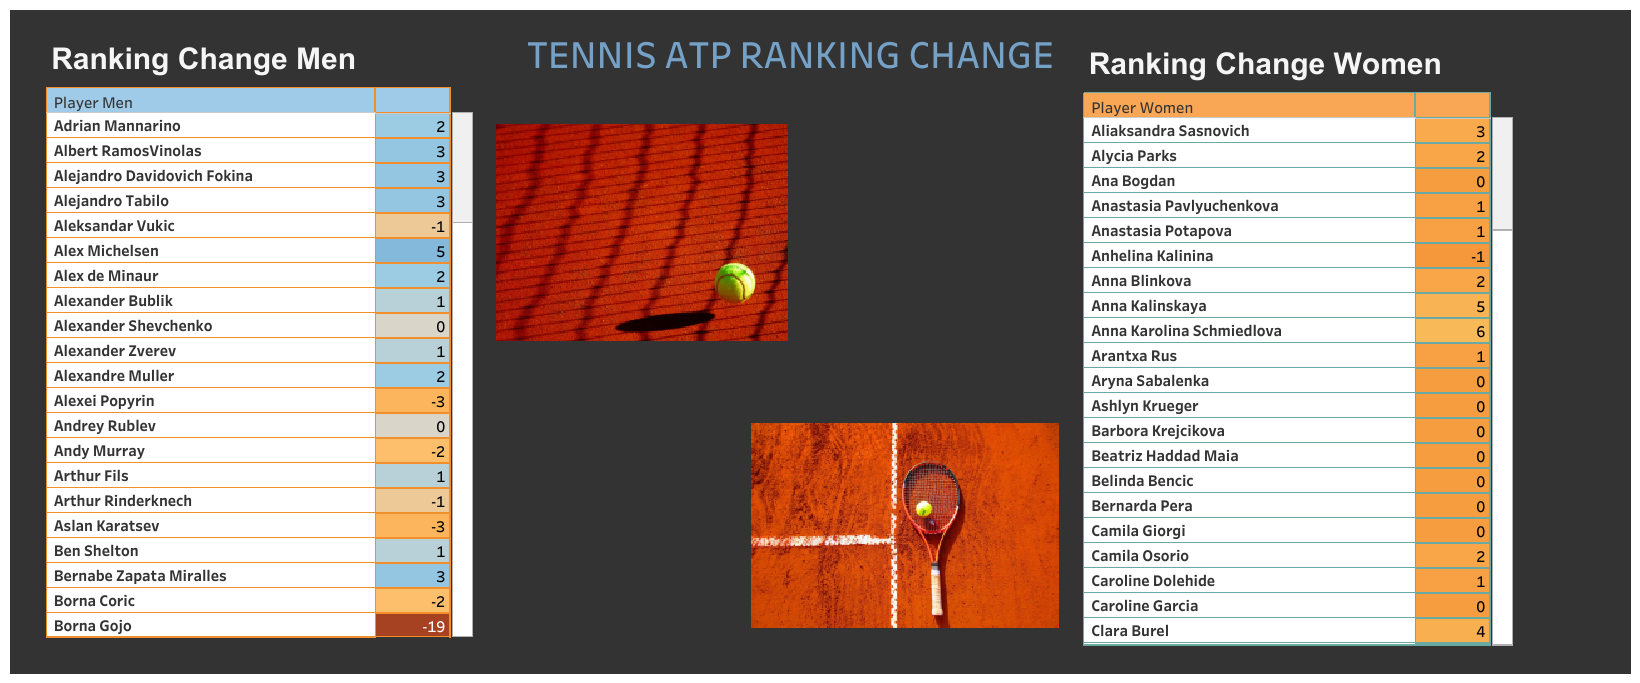 Ranking Change Men
TENNIS ATP RANKING CHANGE
Ranking Change Women
Player Men
Adrian Mannarino 2
Albert RamosVinolas 3
Alejandro Davidovich Fokina 3
Alejandro Tabilo 3
Aleksandar Vukic -1
Alex Michelsen 5
Alex de Minaur 2
Alexander Bublik 1
Alexander Shevchenko 0
Alexander Zverev 1
Alexandre Muller 2
Alexei Popyrin -3
Andrey Rublev 0
Andy Murray -2
Arthur Fils 1
Arthur Rinderknech -1
Aslan Karatsev -3
Ben Shelton 1
Bernabe Zapata Miralles 3
Borna Coric -2
Borna Gojo -19
Player Women
Aliaksandra Sasnovich 3
Alycia Parks 2
Ana Bogdan 0
Anastasia Pavlyuchenkova 1
Anastasia Potapova 1
Anhelina Kalinina -1
Anna Blinkova 2
Anna Kalinskaya 5
Anna Karolina Schmiedlova 6
Arantxa Rus 1
Aryna Sabalenka 0
Ashlyn Krueger 0
Barbora Krejcikova 0
Beatriz Haddad Maia 0
Belinda Bencic 0
Bernarda Pera 0
Camila Giorgi 0
Camila Osorio 2
Caroline Dolehide 1
Caroline Garcia 0
Clara Burel 4